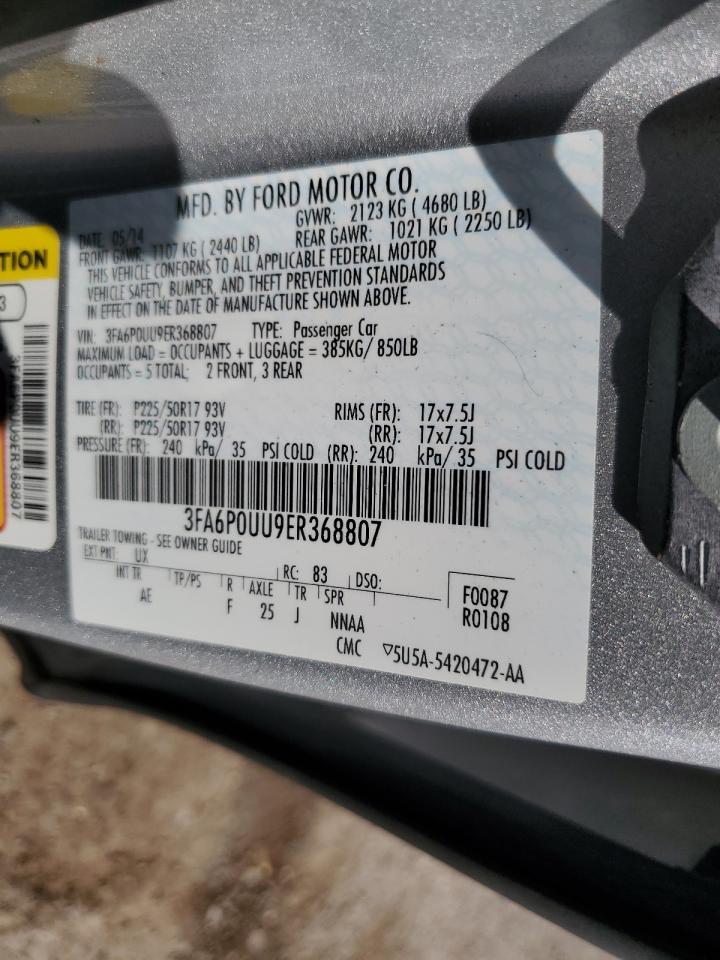 MFD. BY FORD MOTOR CO.
DATE: 05/14 GVWR: 2123 KG ( 4680 LB)
FRONT GAWR: 1107 KG ( 2440 LB) REAR GAWR: 1021 KG ( 2250 LB)
THIS VEHICLE CONFORMS TO ALL APPLICABLE FEDERAL MOTOR
VEHICLE SAFETY, BUMPER, AND THEFT PREVENTION STANDARDS
IN EFFECT ON THE DATE OF MANUFACTURE SHOWN ABOVE.
VIN: 3FA6P0UU9ER368807 TYPE: Passenger Car
MAXIMUM LOAD = OCCUPANTS + LUGGAGE = 385KG/ 850LB
OCCUPANTS = 5 TOTAL; 2 FRONT, 3 REAR
TIRE (FR): P225/50R17 93V RIMS (FR): 17x7.5J
(RR): P225/50R17 93V (RR): 17x7.5J
PRESSURE (FR): 240 kPa/ 35 PSI COLD (RR): 240 kPa/ 35 PSI COLD
3FA6P0UU9ER368807
TRAILER TOWING - SEE OWNER GUIDE
EXT PNT: UX RC: 83 DSO:
INT TR TP/PS R AXLE TR SPR
AE F 25 J NNAA
CMC
F0087
R0108
▽5U5A-5420472-AA
TION
3
3FA6P0UU9ER368807